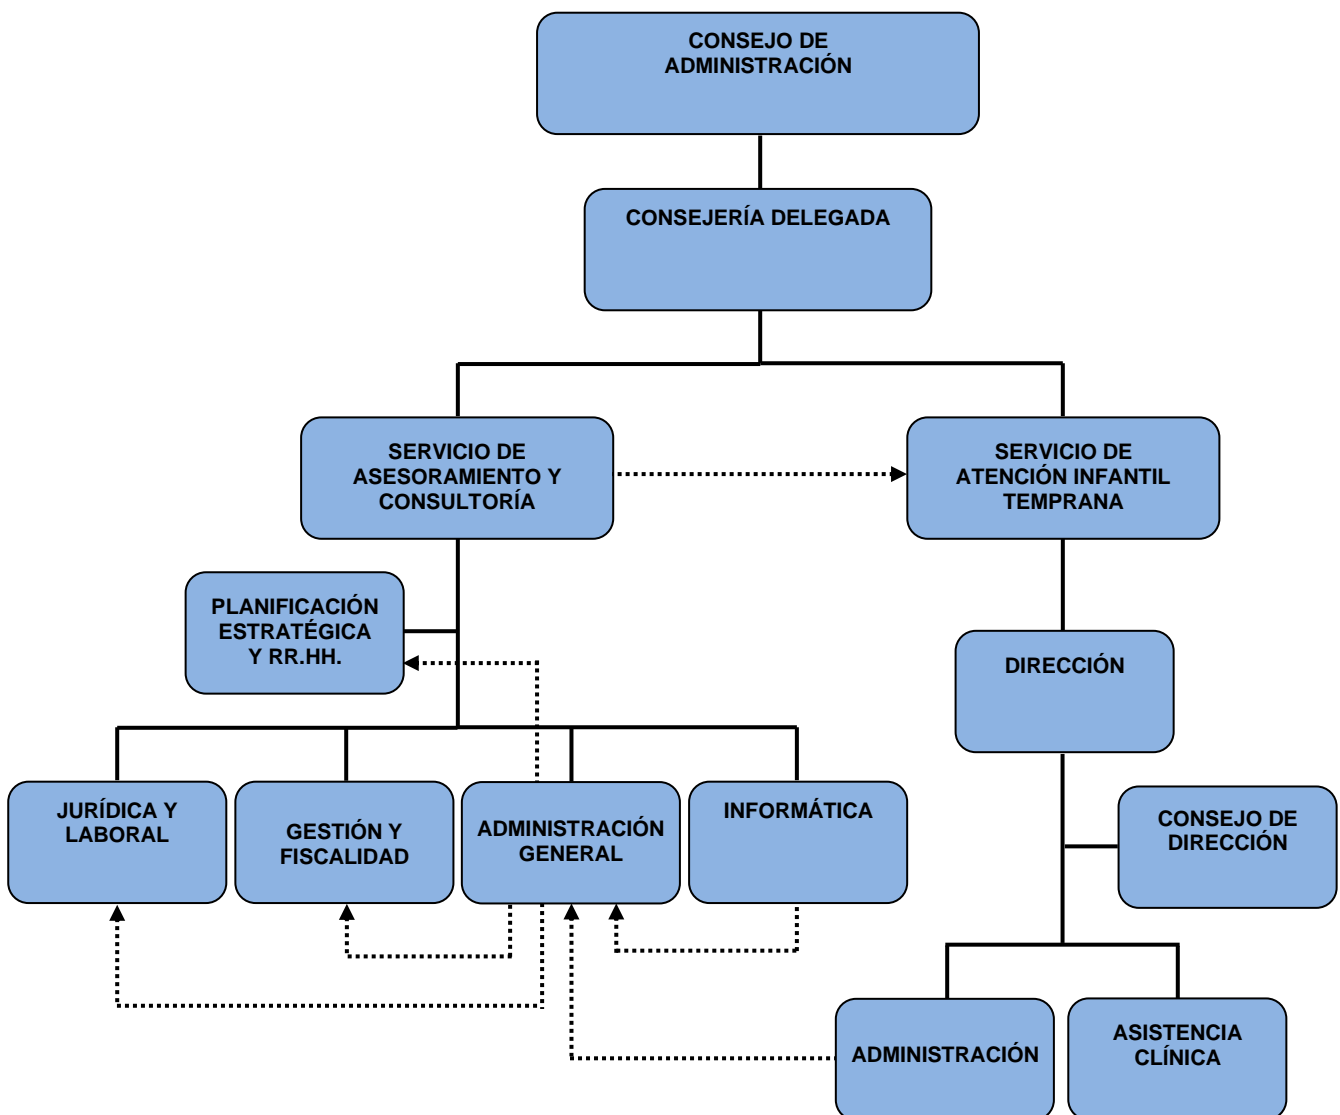 CONSEJO DE
ADMINISTRACIÓN
CONSEJERÍA DELEGADA
SERVICIO DE
ASESORAMIENTO Y
CONSULTORÍA
SERVICIO DE
ATENCIÓN INFANTIL
TEMPRANA
PLANIFICACIÓN
ESTRATÉGICA
Y RR.HH.
DIRECCIÓN
JURÍDICA Y
LABORAL
GESTIÓN Y
FISCALIDAD
ADMINISTRACIÓN
GENERAL
INFORMÁTICA
CONSEJO DE
DIRECCIÓN
ADMINISTRACIÓN
ASISTENCIA
CLÍNICA